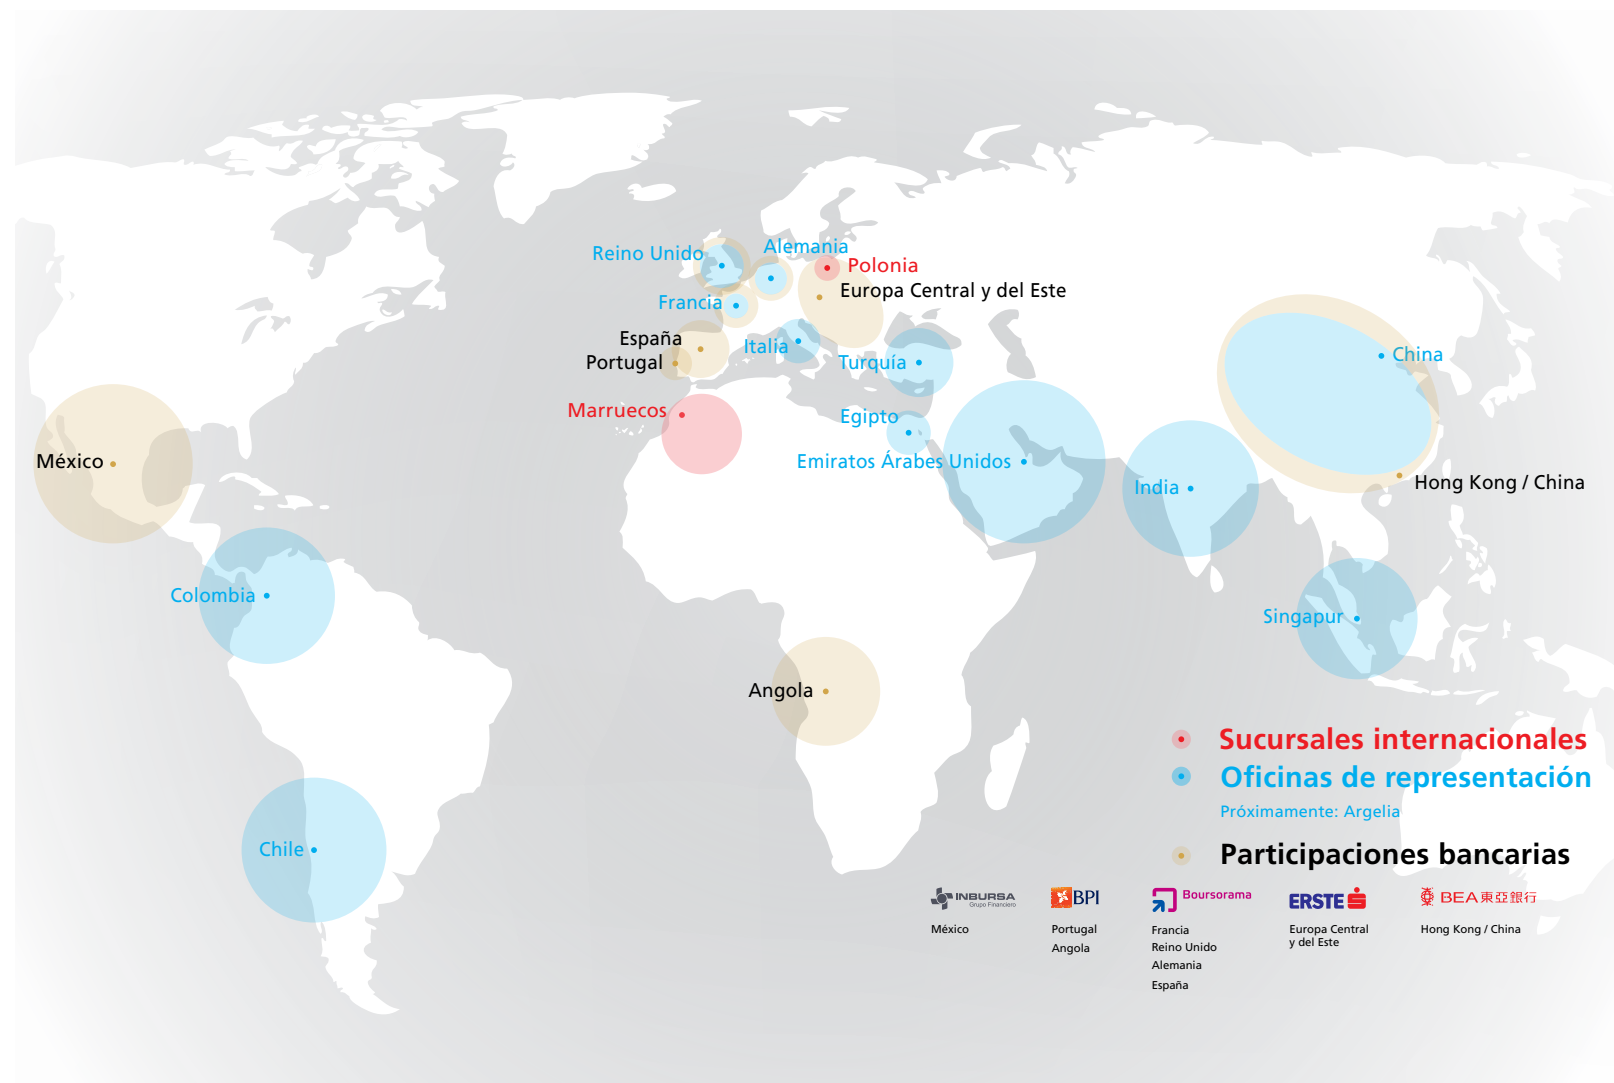 Reino Unido
Alemania
Polonia
Europa Central y del Este
Francia
España
Portugal
Italia
Turquía
China
Marruecos
Egipto
México
Emiratos Árabes Unidos
India
Hong Kong / China
Colombia
Singapur
Angola
Chile
Sucursales internacionales
Oficinas de representación
Próximamente: Argelia
Participaciones bancarias
INBURSA
Grupo Financiero
México
BPI
Portugal
Angola
Boursorama
Francia
Reino Unido
Alemania
España
ERSTE
Europa Central
y del Este
BEA東亞銀行
Hong Kong / China